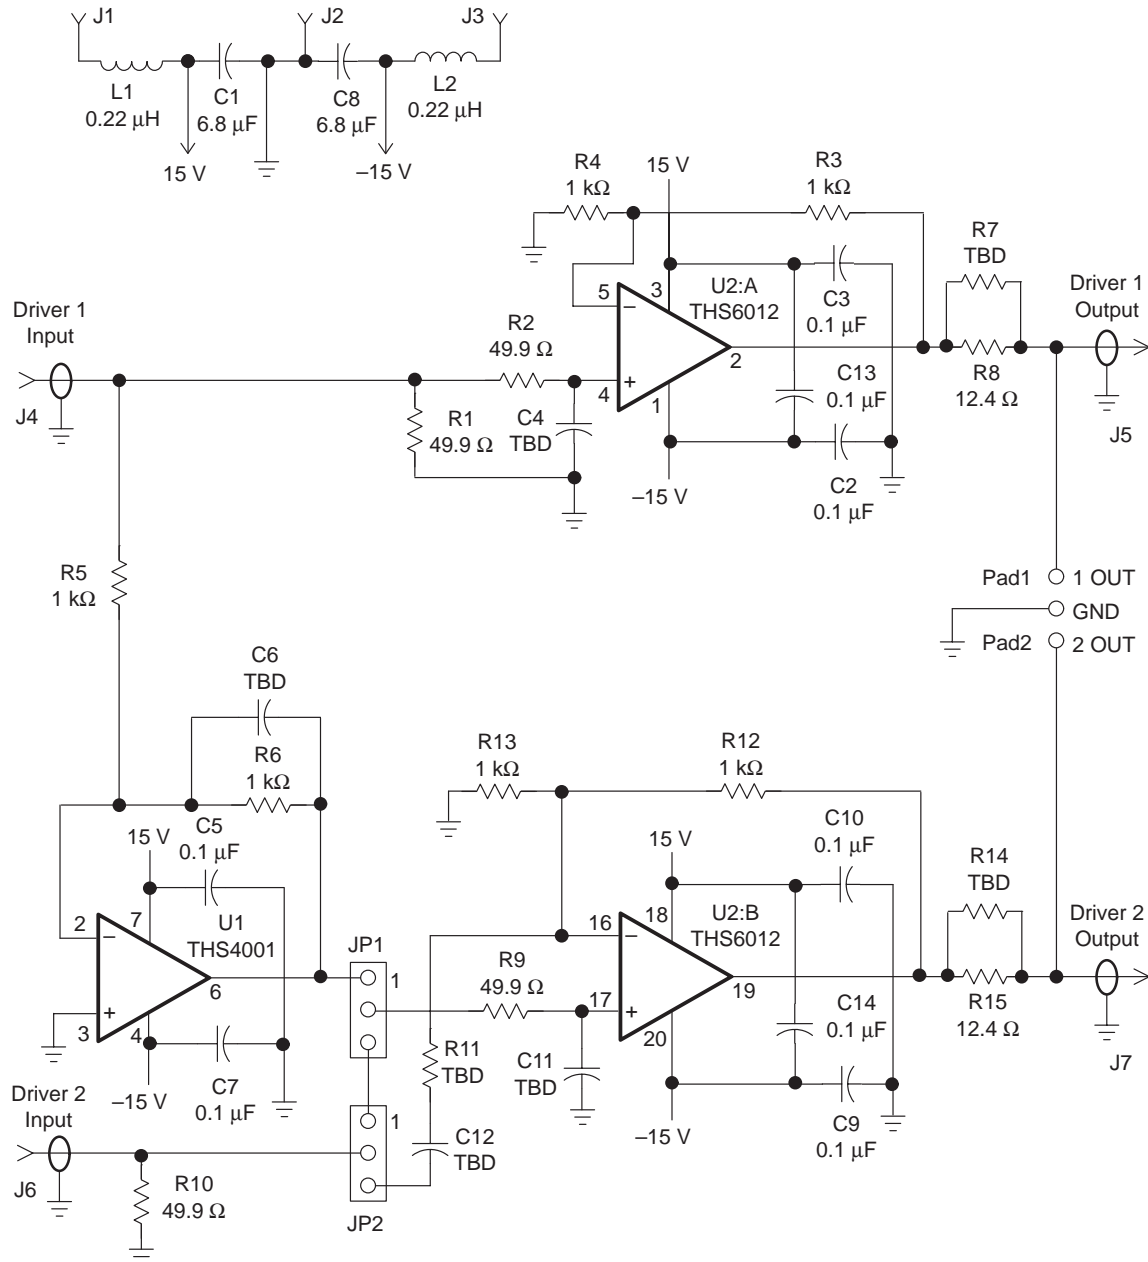 J1
J2
J3
L1
0.22 µH
C1
6.8 µF
C8
6.8 µF
L2
0.22 µH
15 V
–15 V
R4
1 kΩ
15 V
R3
1 kΩ
R7
TBD
Driver 1
Input
J4
R2
49.9 Ω
R1
49.9 Ω
C4
TBD
5
–
3
4
+
1
2
U2:A
THS6012
C3
0.1 µF
C13
0.1 µF
C2
0.1 µF
–15 V
R8
12.4 Ω
Driver 1
Output
J5
R5
1 kΩ
Pad1
1 OUT
GND
Pad2
2 OUT
C6
TBD
R6
1 kΩ
C5
0.1 µF
15 V
2
–
7
U1
THS4001
6
+
3
4
–15 V
C7
0.1 µF
R13
1 kΩ
R12
1 kΩ
JP1
1
R9
49.9 Ω
15 V
16
–
18
U2:B
THS6012
17
+
20
19
C10
0.1 µF
C14
0.1 µF
C9
0.1 µF
–15 V
R14
TBD
R15
12.4 Ω
Driver 2
Output
J7
R11
TBD
C11
TBD
C12
TBD
Driver 2
Input
J6
R10
49.9 Ω
1
JP2